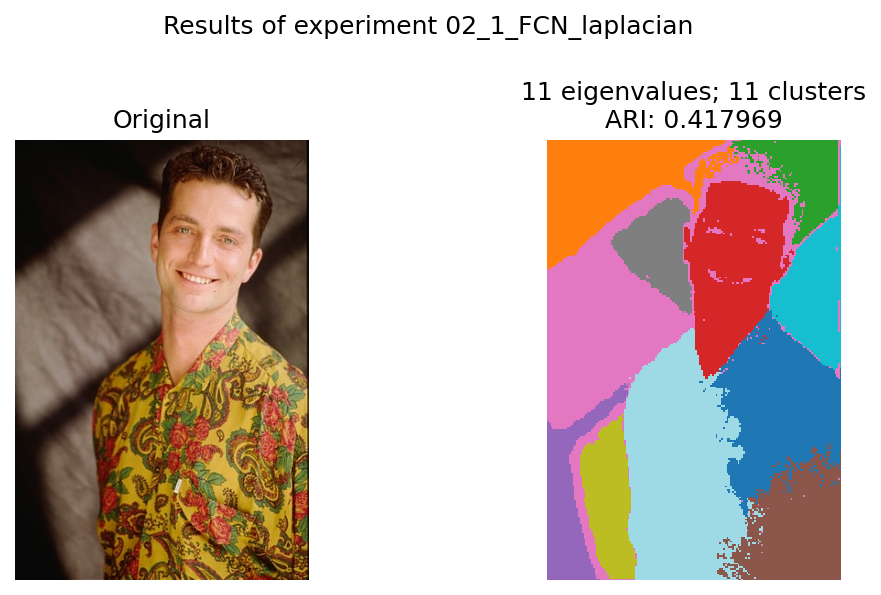 Results of experiment 02_1_FCN_laplacian
Original
11 eigenvalues; 11 clusters
ARI: 0.417969